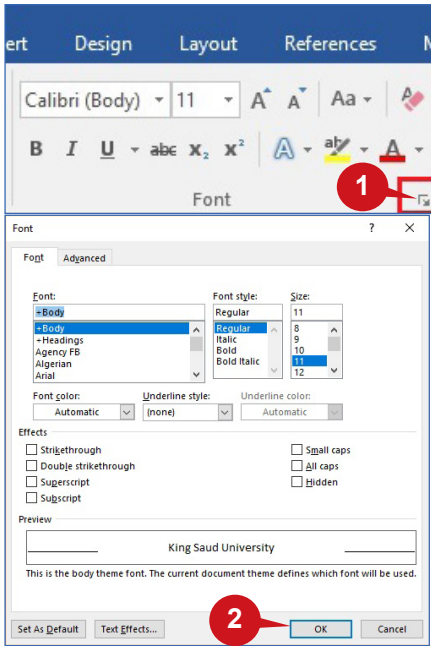 ert Design Layout References
Calibri (Body) 11 A A Aa
B I U abc X₂ X² A aby A
Font
1
Font ? ×
Font Advanced
Font: Font style: Size:
+Body Regular 11
+Body Regular 8
+Headings Italic 9
Agency FB Bold 10
Algerian Bold Italic 11
Arial 12
Font color: Underline style: Underline color:
Automatic (none) Automatic
Effects
Strikethrough Small caps
Double strikethrough All caps
Superscript Hidden
Subscript
Preview
King Saud University
This is the body theme font. The current document theme defines which font will be used.
2
Set As Default Text Effects... OK Cancel